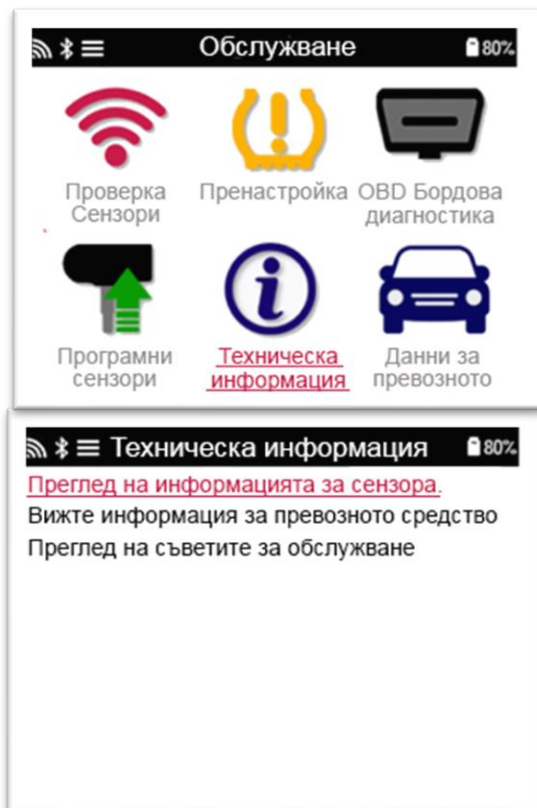 Обслужване 80%
Проверка Сензори
Пренастройка
OBD Бордова диагностика
Програмни сензори
Техническа информация
Данни за превозното
Техническа информация 80%
Преглед на информацията за сензора.
Вижте информация за превозното средство
Преглед на съветите за обслужване